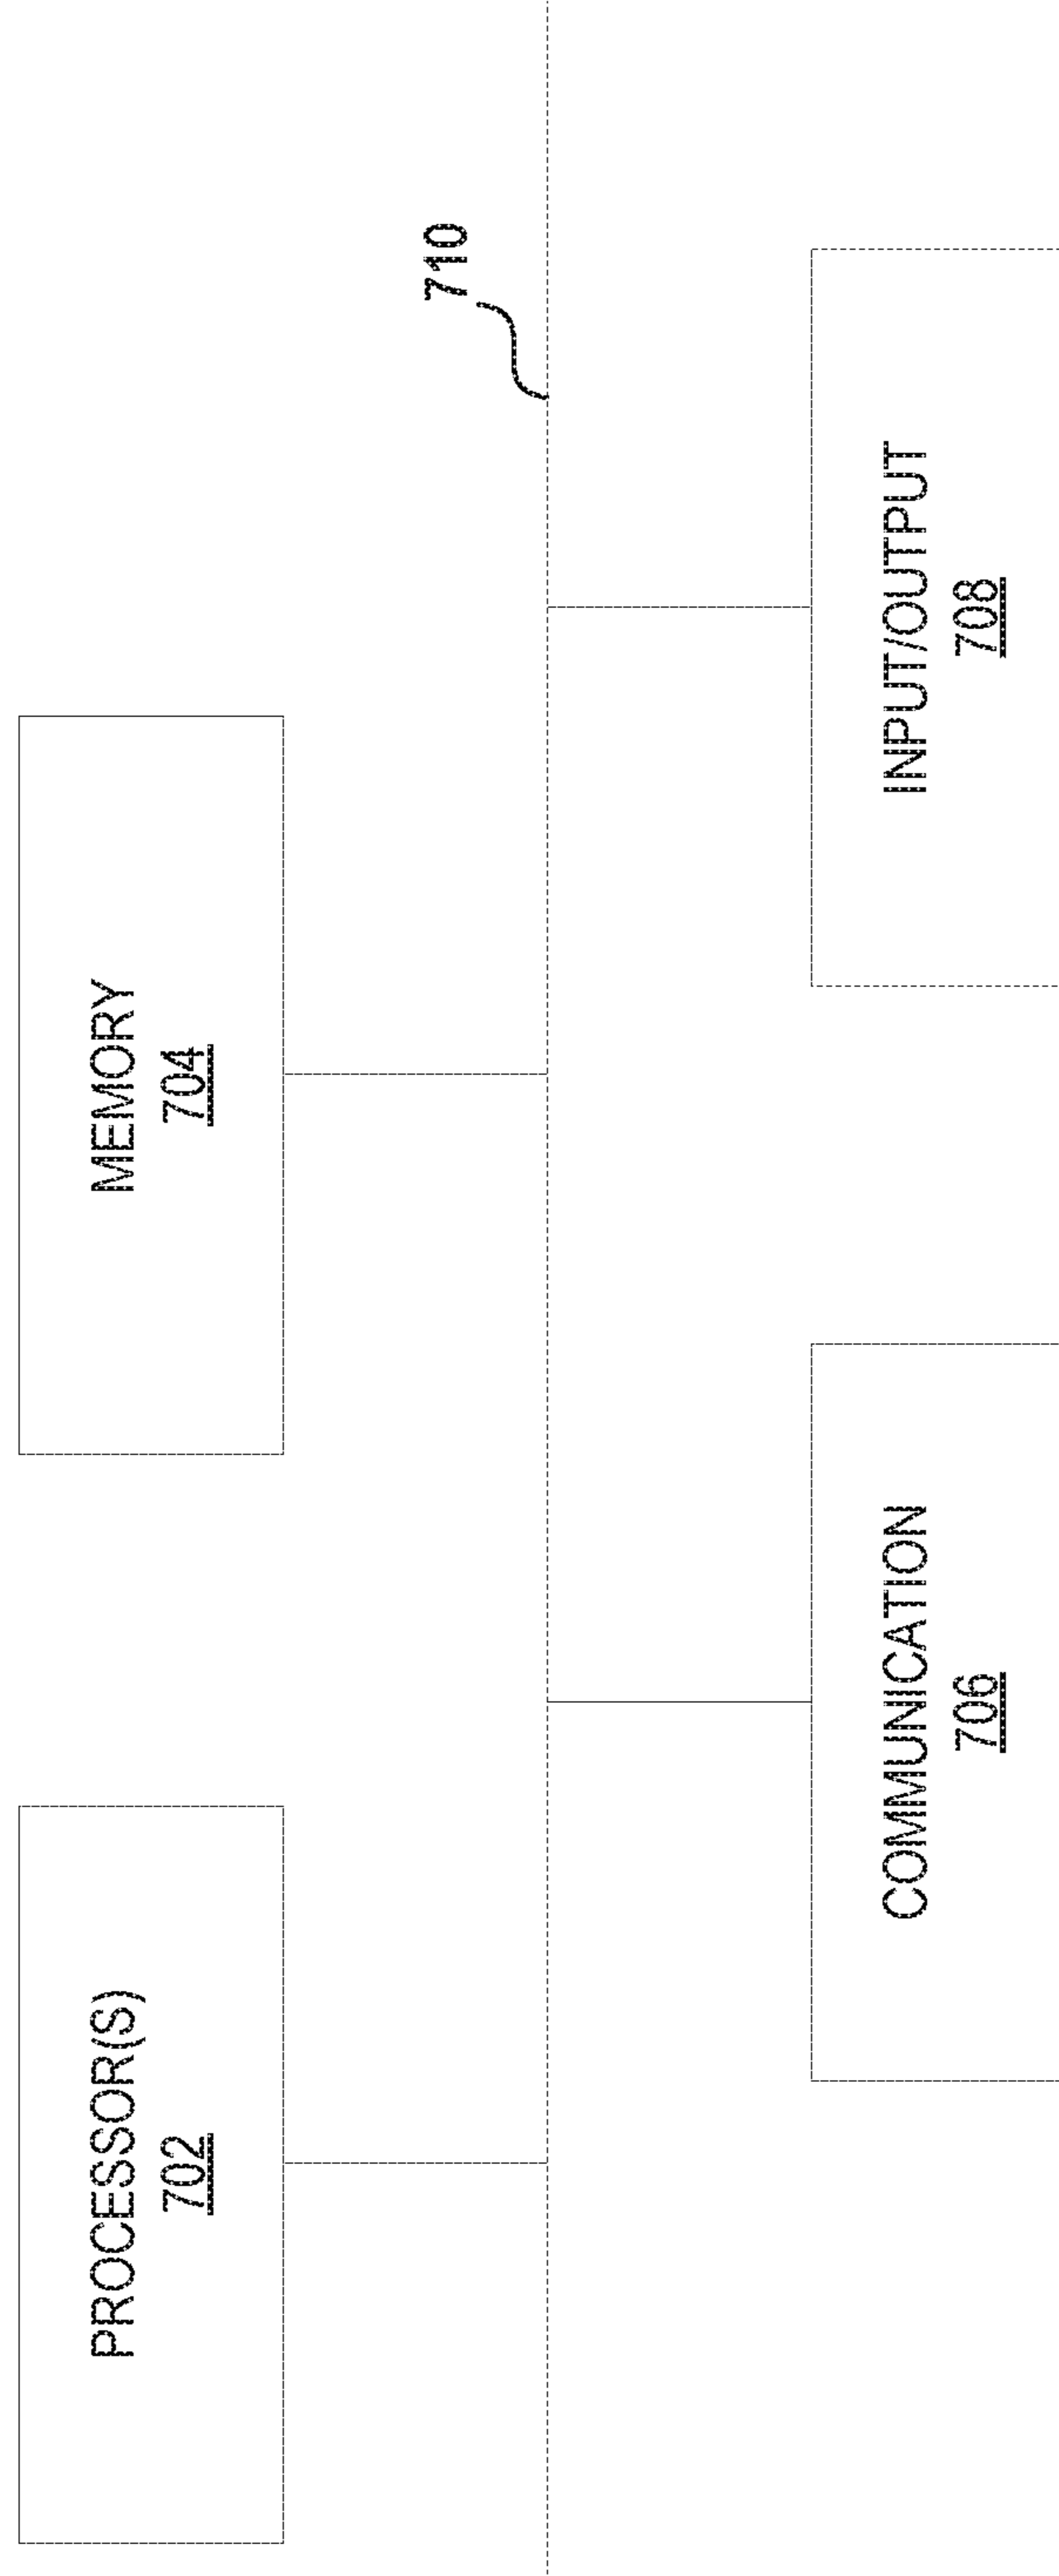 PROCESSOR(S)
702
MEMORY
704
710
COMMUNICATION
706
INPUT/OUTPUT
708